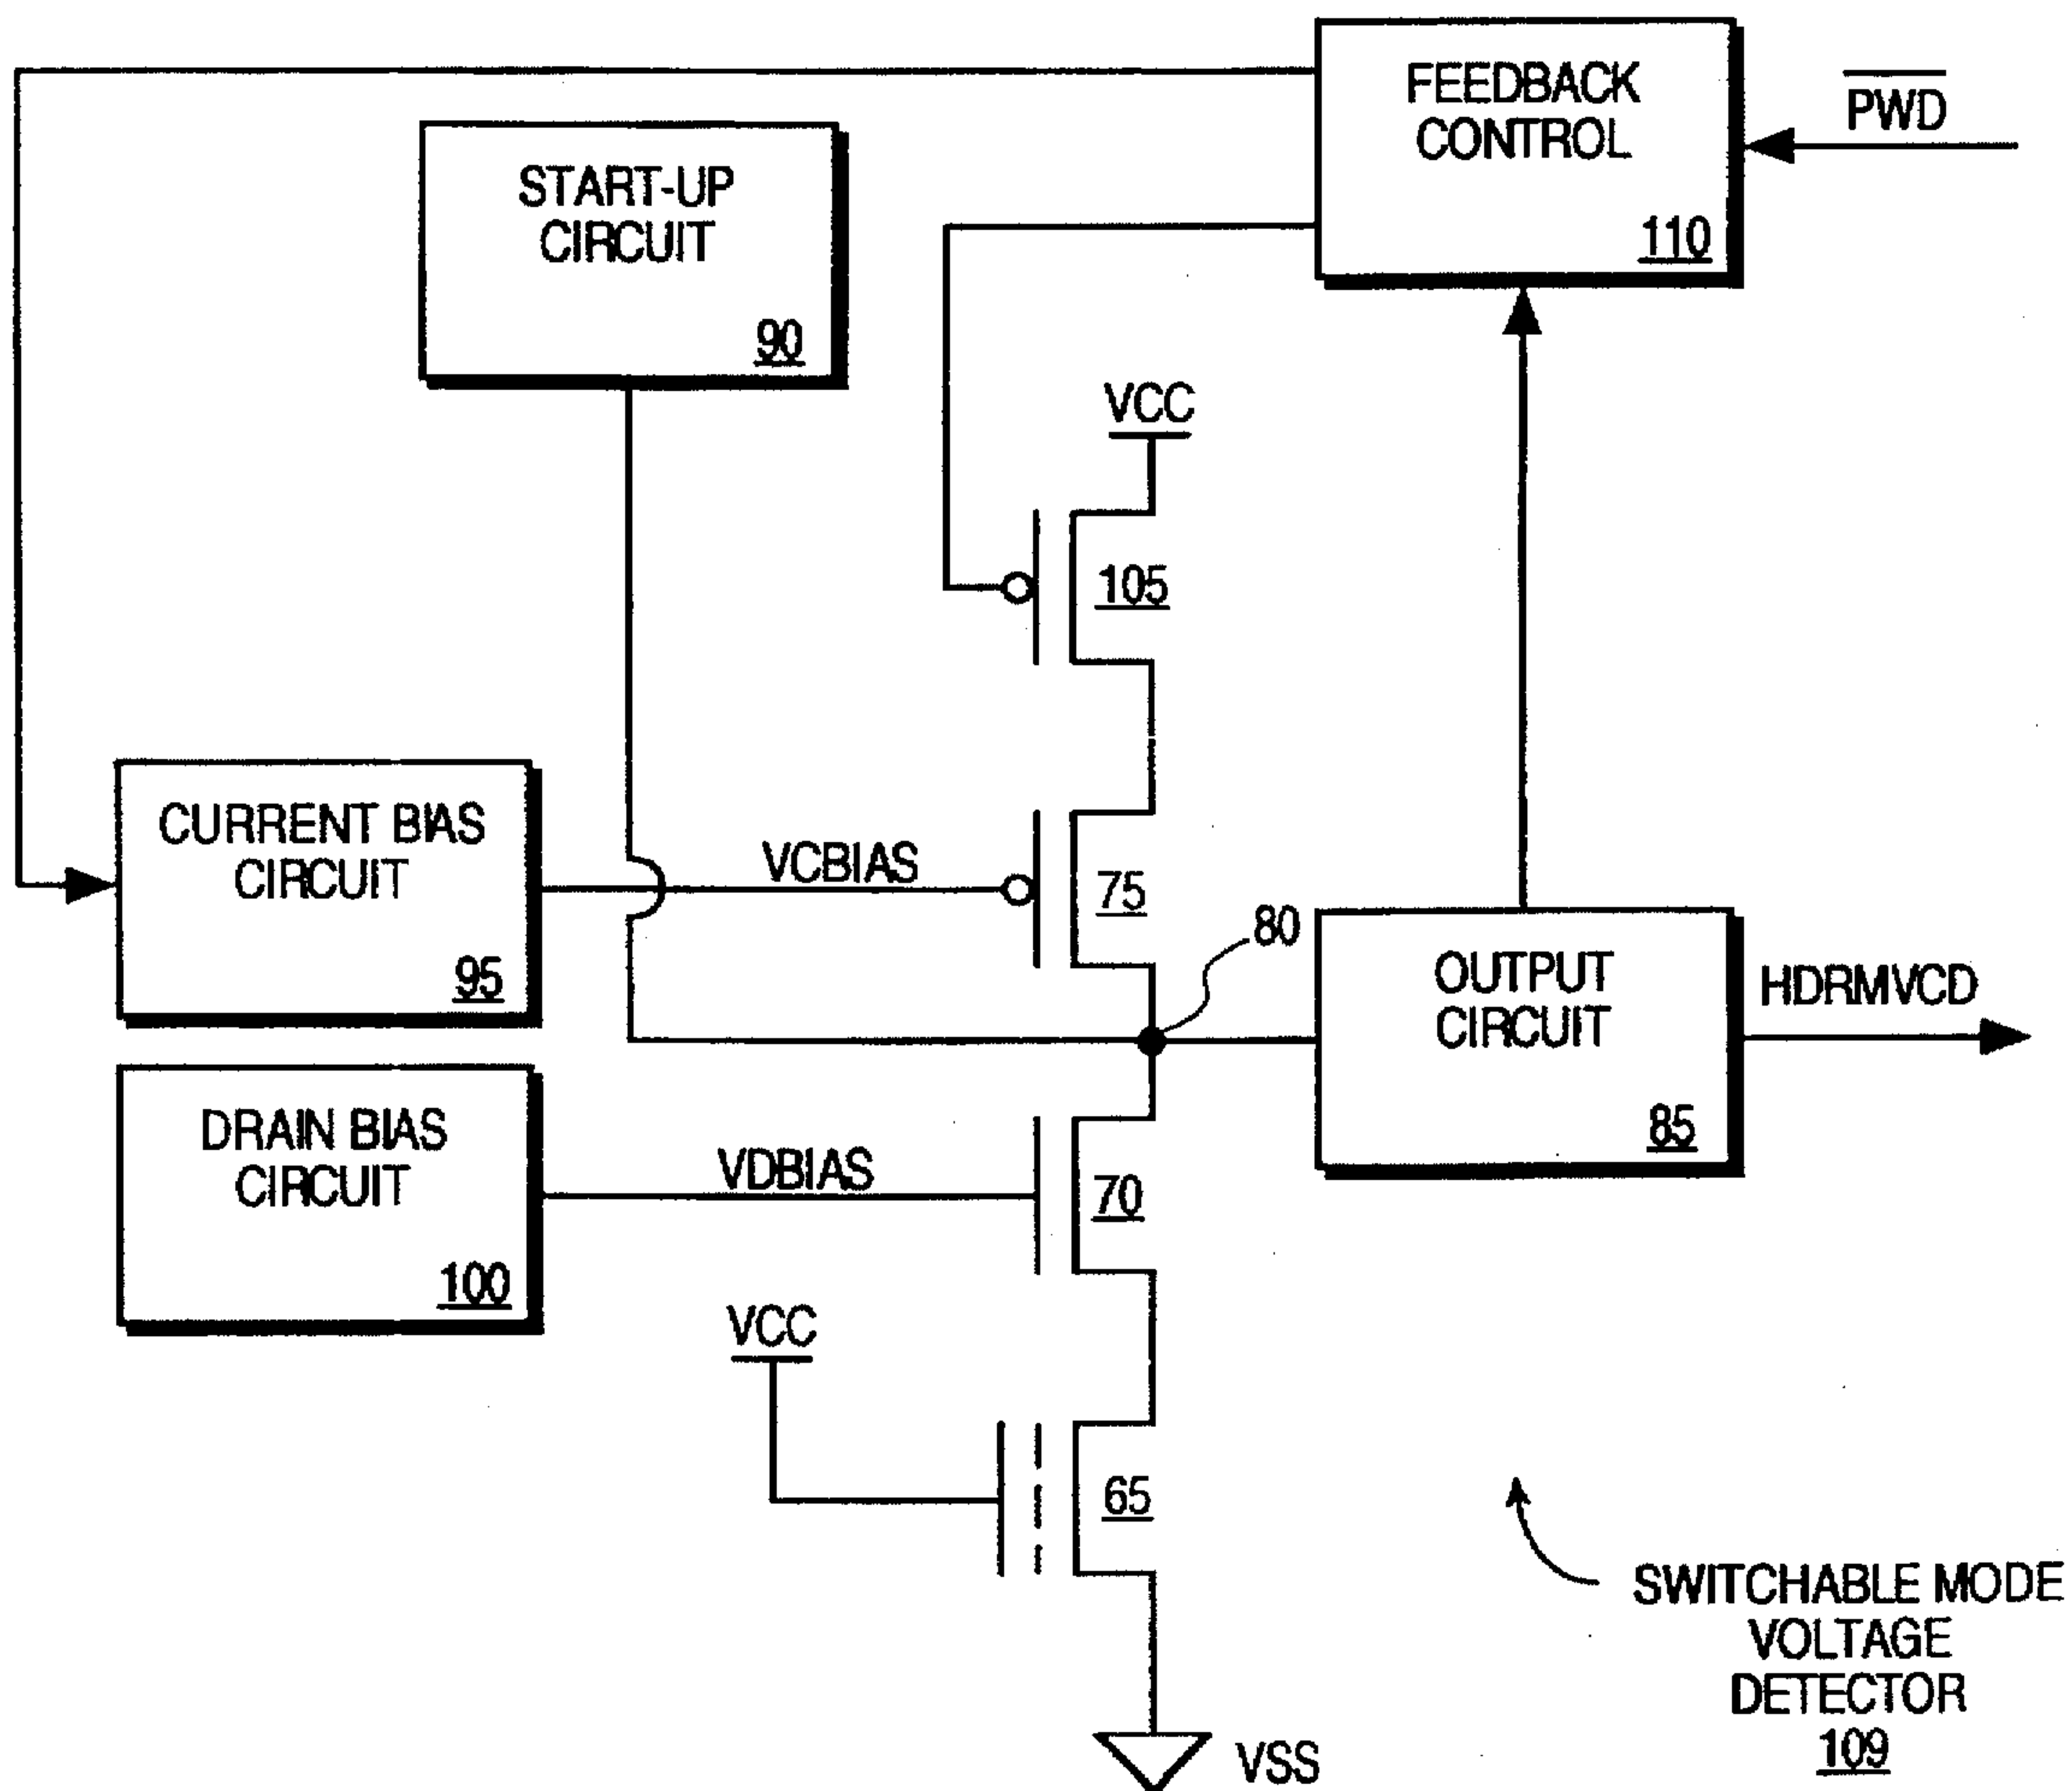 FEEDBACK
CONTROL
110
PWD
START-UP
CIRCUIT
90
VCC
105
CURRENT BIAS
CIRCUIT
95
VCBIAS
75
80
OUTPUT
CIRCUIT
85
HDRMVCD
DRAIN BIAS
CIRCUIT
100
VDBIAS
70
VCC
65
VSS
SWITCHABLE MODE
VOLTAGE
DETECTOR
109